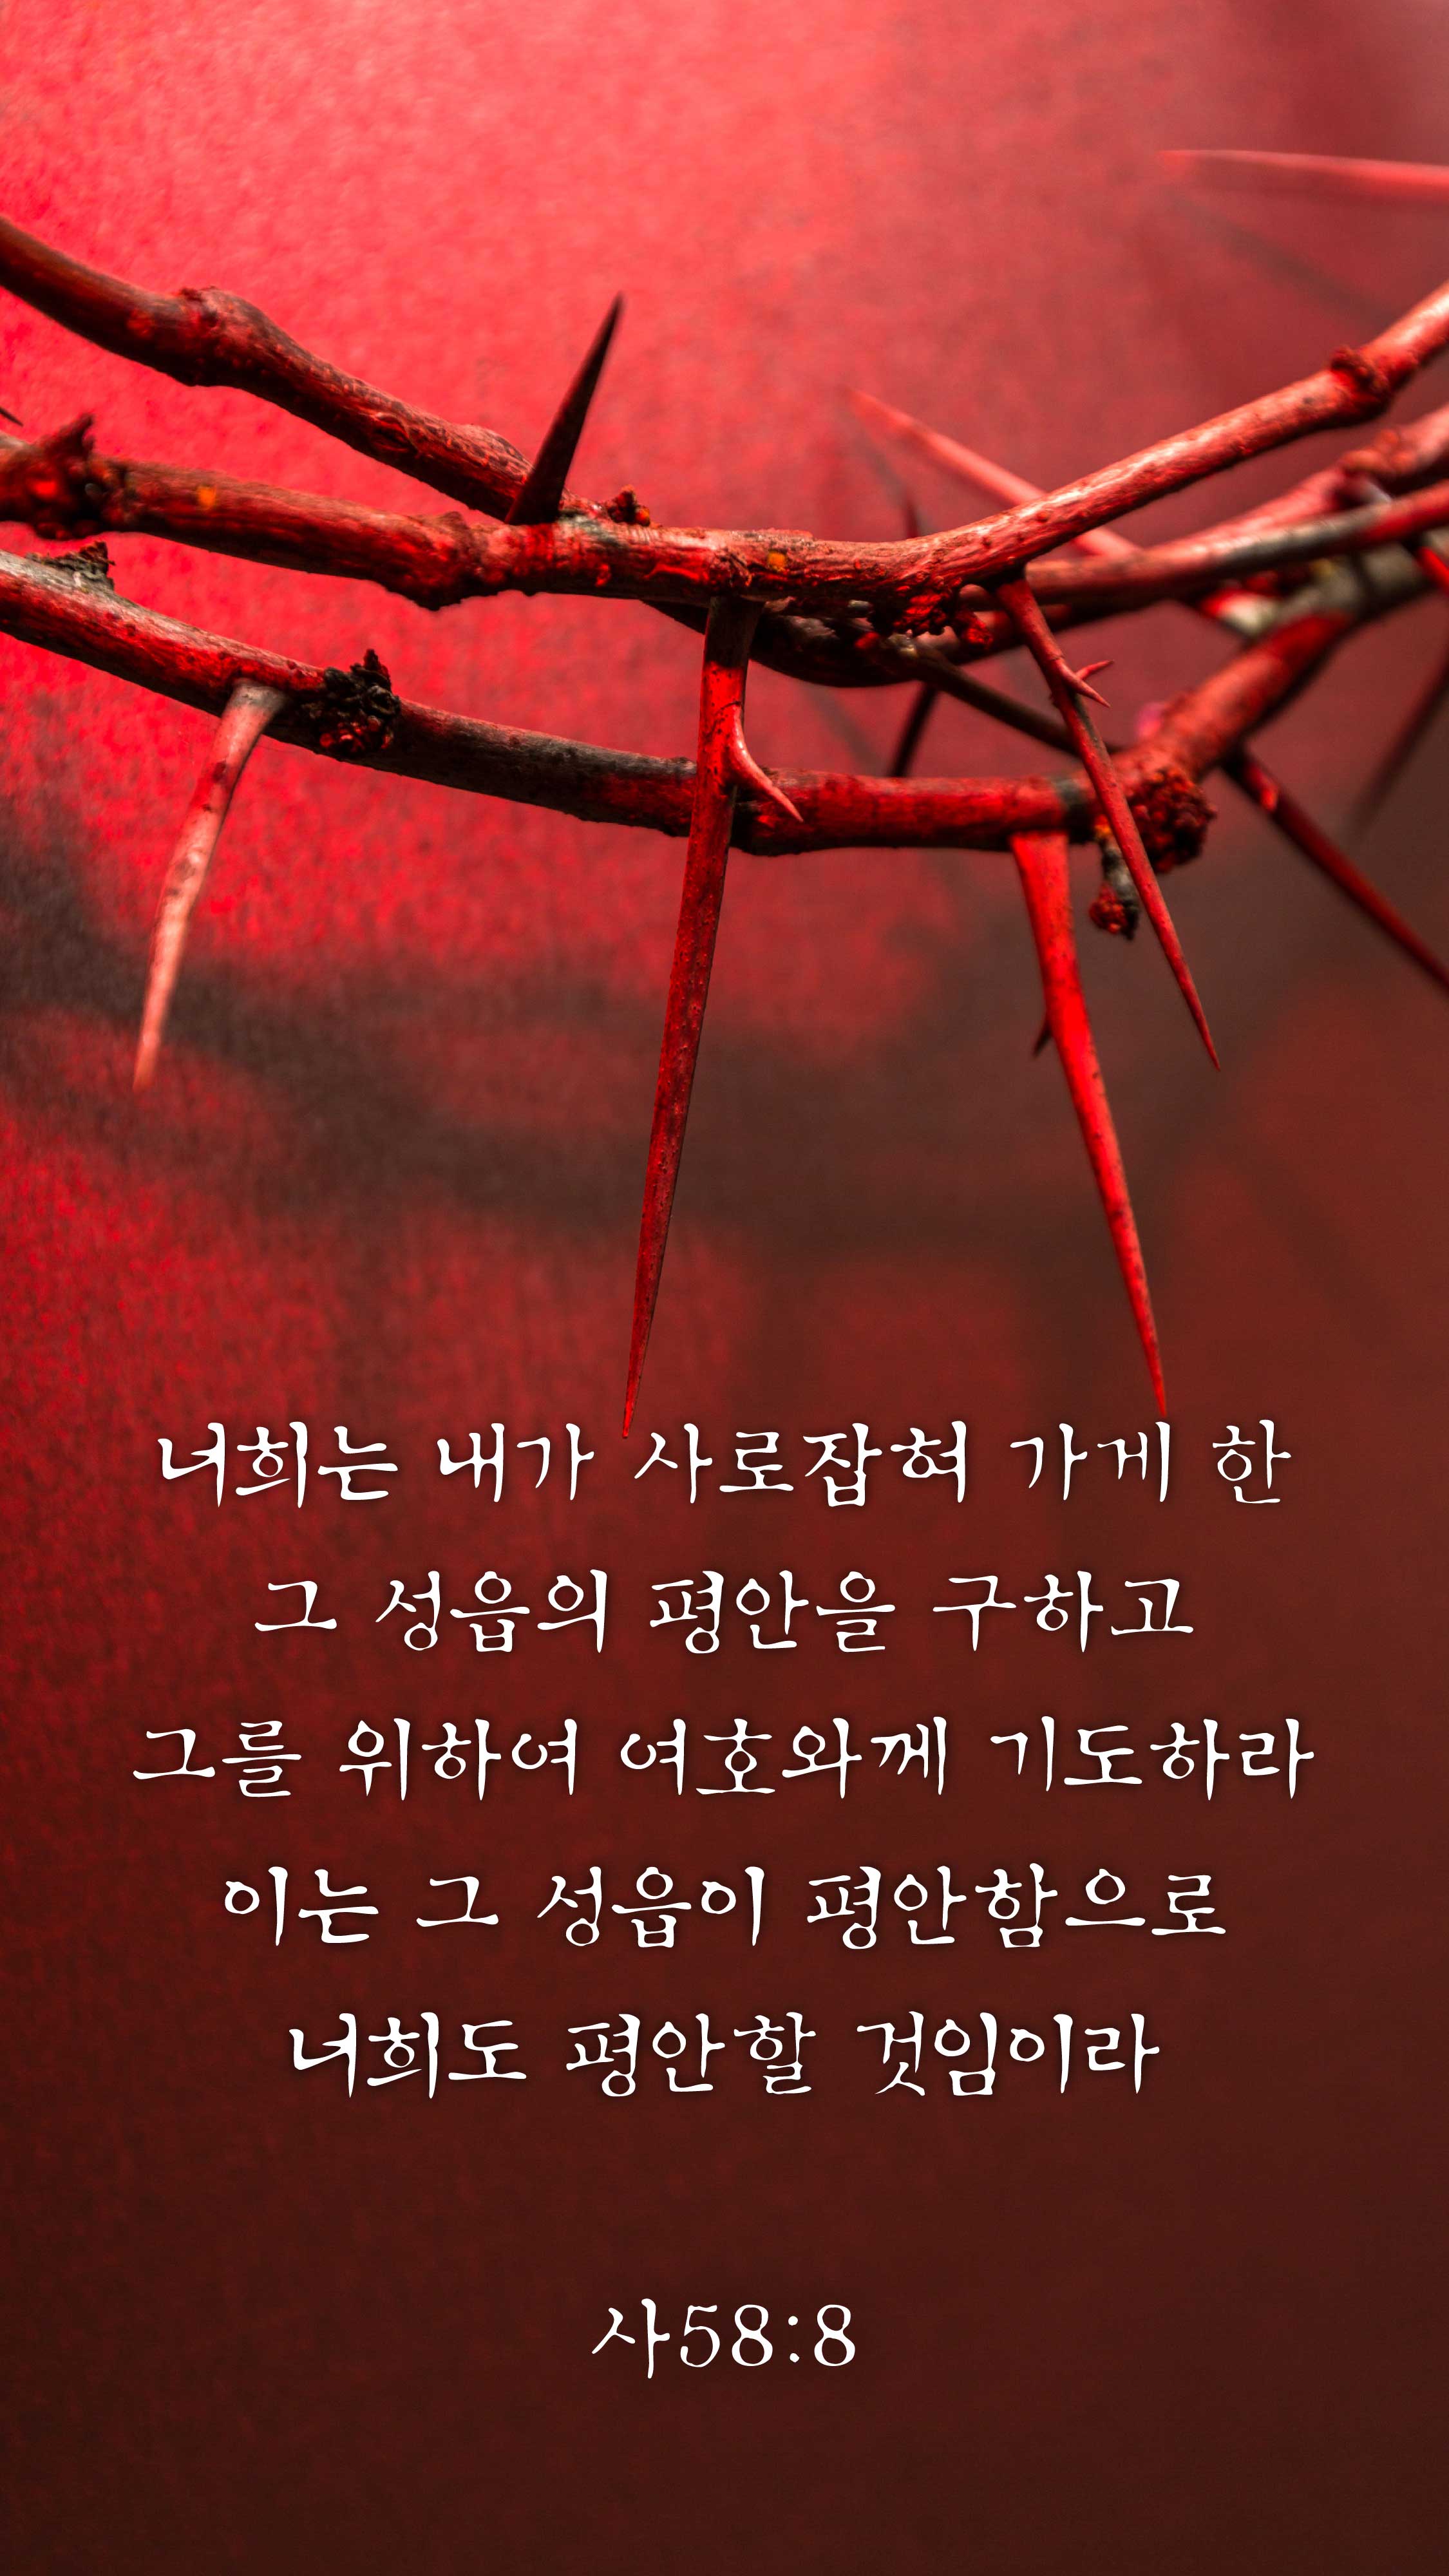 너희는 내가 사로잡혀 가게 한
그 성읍의 평안을 구하고
그를 위하여 여호와께 기도하라
이는 그 성읍이 평안함으로
너희도 평안할 것임이라
사58:8